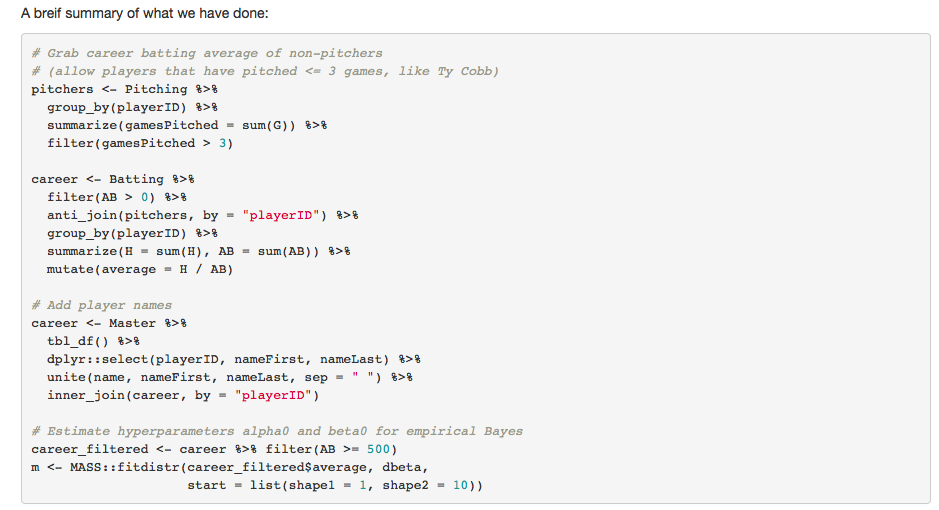 A breif summary of what we have done:
# Grab career batting average of non-pitchers
# (allow players that have pitched <= 3 games, like Ty Cobb)
pitchers <- Pitching %>%
  group_by(playerID) %>%
  summarize(gamesPitched = sum(G)) %>%
  filter(gamesPitched > 3)

career <- Batting %>%
  filter(AB > 0) %>%
  anti_join(pitchers, by = "playerID") %>%
  group_by(playerID) %>%
  summarize(H = sum(H), AB = sum(AB)) %>%
  mutate(average = H / AB)

# Add player names
career <- Master %>%
  tbl_df() %>%
  dplyr::select(playerID, nameFirst, nameLast) %>%
  unite(name, nameFirst, nameLast, sep = " ") %>%
  inner_join(career, by = "playerID")

# Estimate hyperparameters alpha0 and beta0 for empirical Bayes
career_filtered <- career %>% filter(AB >= 500)
m <- MASS::fitdistr(career_filtered$average, dbeta,
                    start = list(shape1 = 1, shape2 = 10))